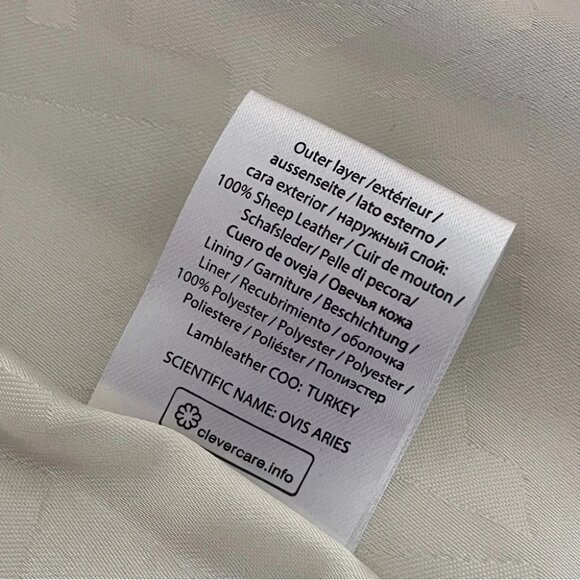 Outer layer /extérieur /
aussenseite / lato esterno /
cara exterior / наружный слой:
100% Sheep Leather / Cuir de mouton /
Schafsleder/ Pelle di pecora/
Cuero de oveja / Овечья кожа
Lining / Garniture / Beschichtung /
Liner / Recubrimiento / оболочка
100% Polyester / Polyester / Polyester /
Poliestere / Poliéster / Полиэстер
Lambleather COO: TURKEY
SCIENTIFIC NAME: OVIS ARIES
clevercare.info